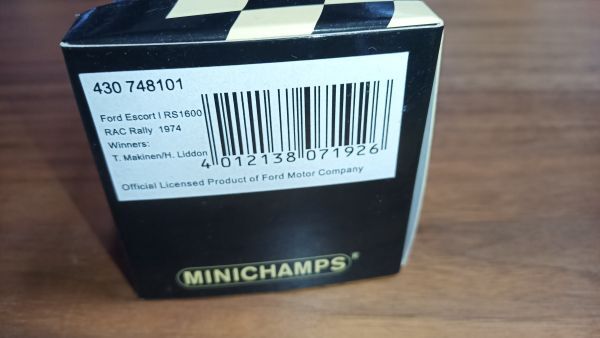 430 748101
Ford Escort I RS1600
RAC Rally 1974
Winners:
T. Makinen/H. Liddon
4 012138 071926
Official Licensed Product of Ford Motor Company
MINICHAMPS®